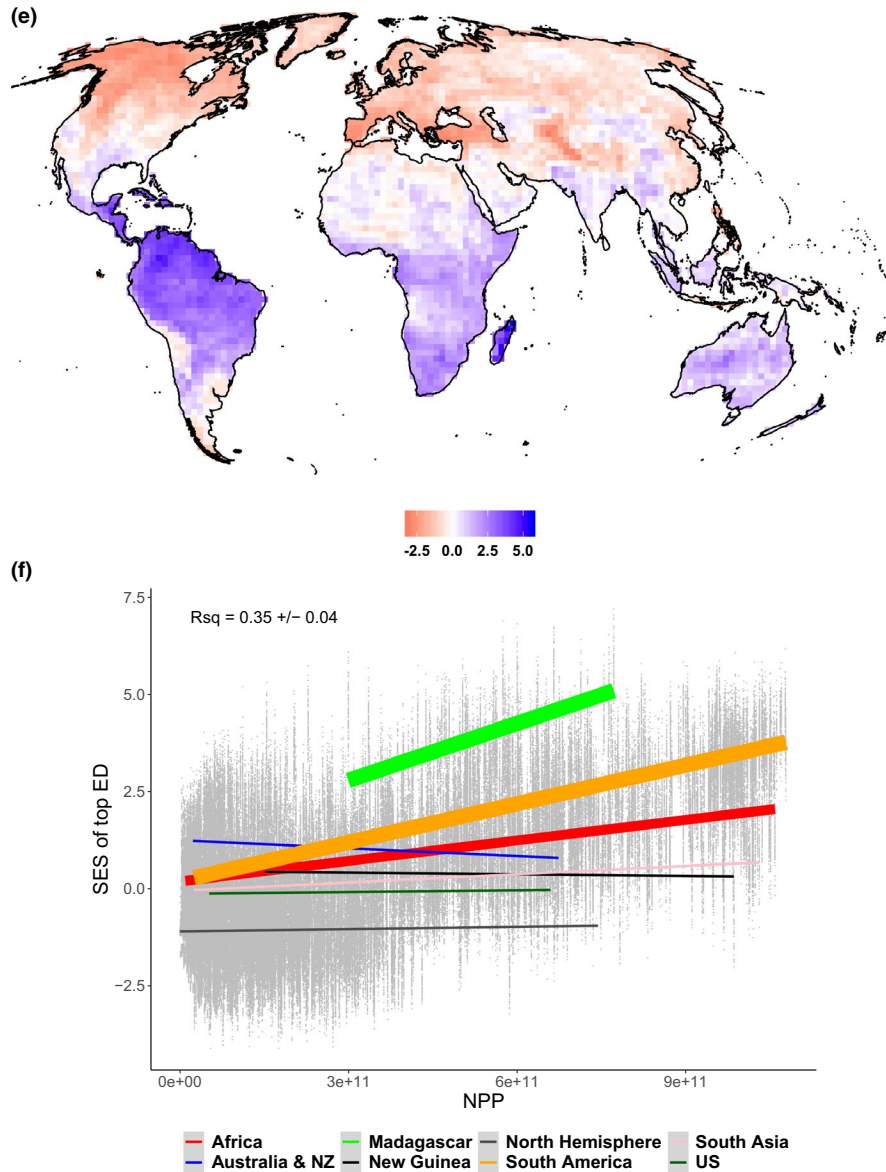 (e)
-2.5 0.0 2.5 5.0
(f)
7.5
Rsq = 0.35 +/− 0.04
5.0
2.5
0.0
−2.5
SES of top ED
0e+00 3e+11 6e+11 9e+11
NPP
Africa Madagascar North Hemisphere South Asia
Australia & NZ New Guinea South America US